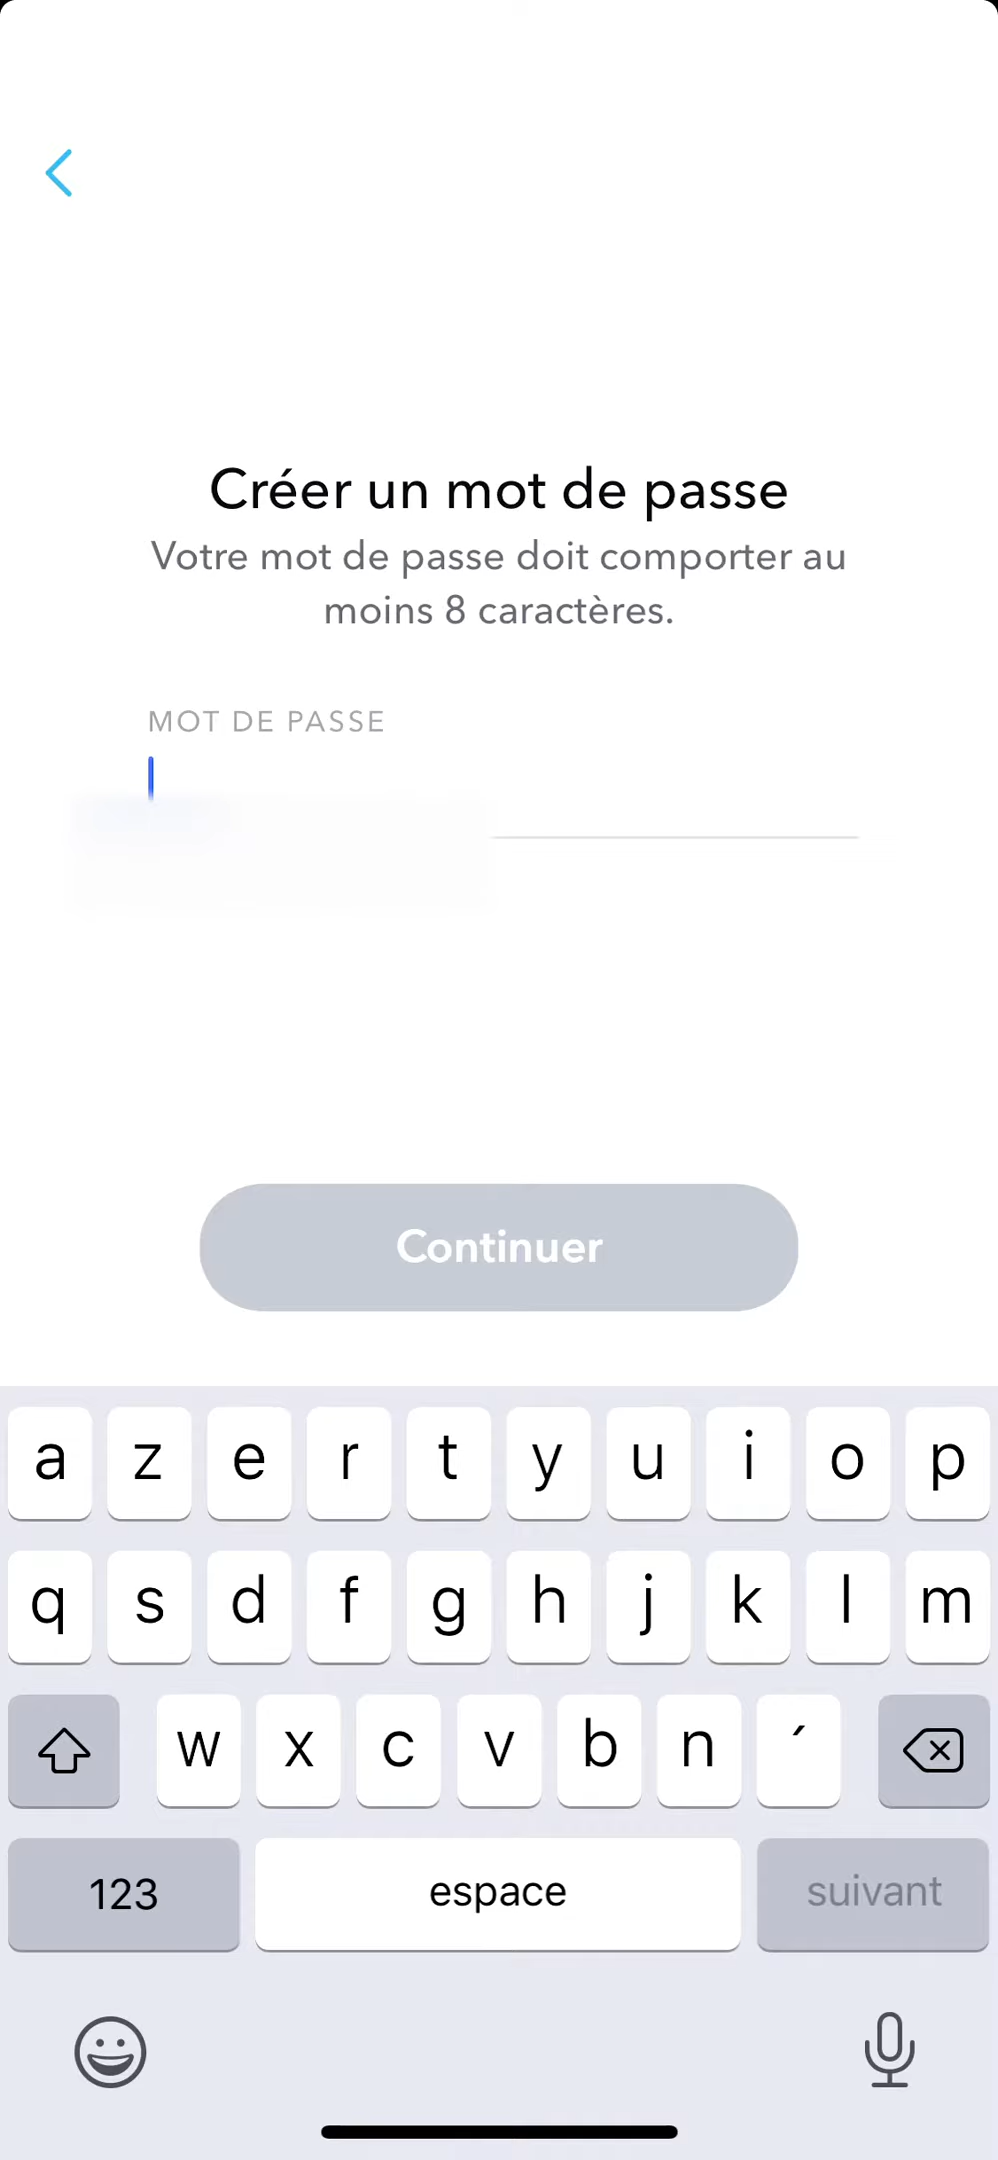 Créer un mot de passe
Votre mot de passe doit comporter au
moins 8 caractères.
MOT DE PASSE
Continuer
a z e r t y u i o p
q s d f g h j k l m
w x c v b n ´
123 espace suivant